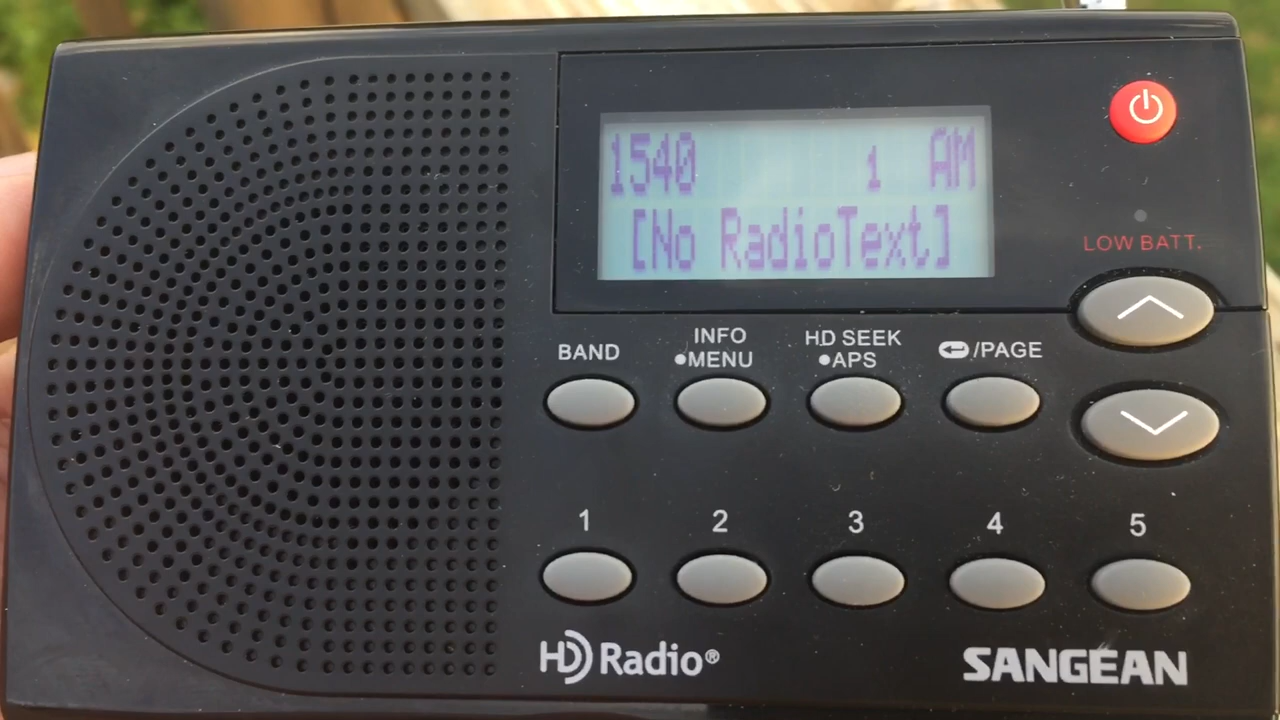 1540 1 AM
[No RadioText]
LOW BATT.
BAND
INFO
•MENU
HD SEEK
•APS
/PAGE
1 2 3 4 5
HD Radio®
SANGEAN